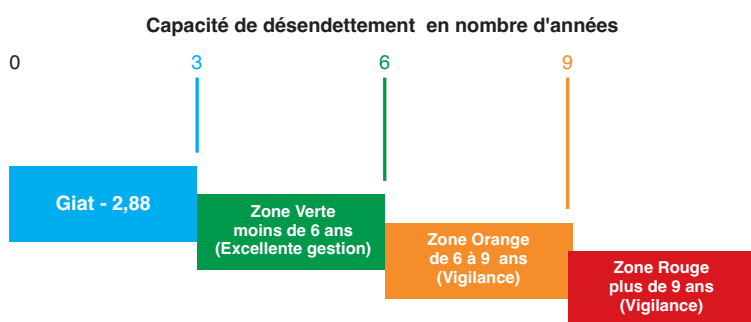 Capacité de désendettement en nombre d'années
0 3 6 9
Giat - 2,88
Zone Verte
moins de 6 ans
(Excellente gestion)
Zone Orange
de 6 à 9 ans
(Vigilance)
Zone Rouge
plus de 9 ans
(Vigilance)